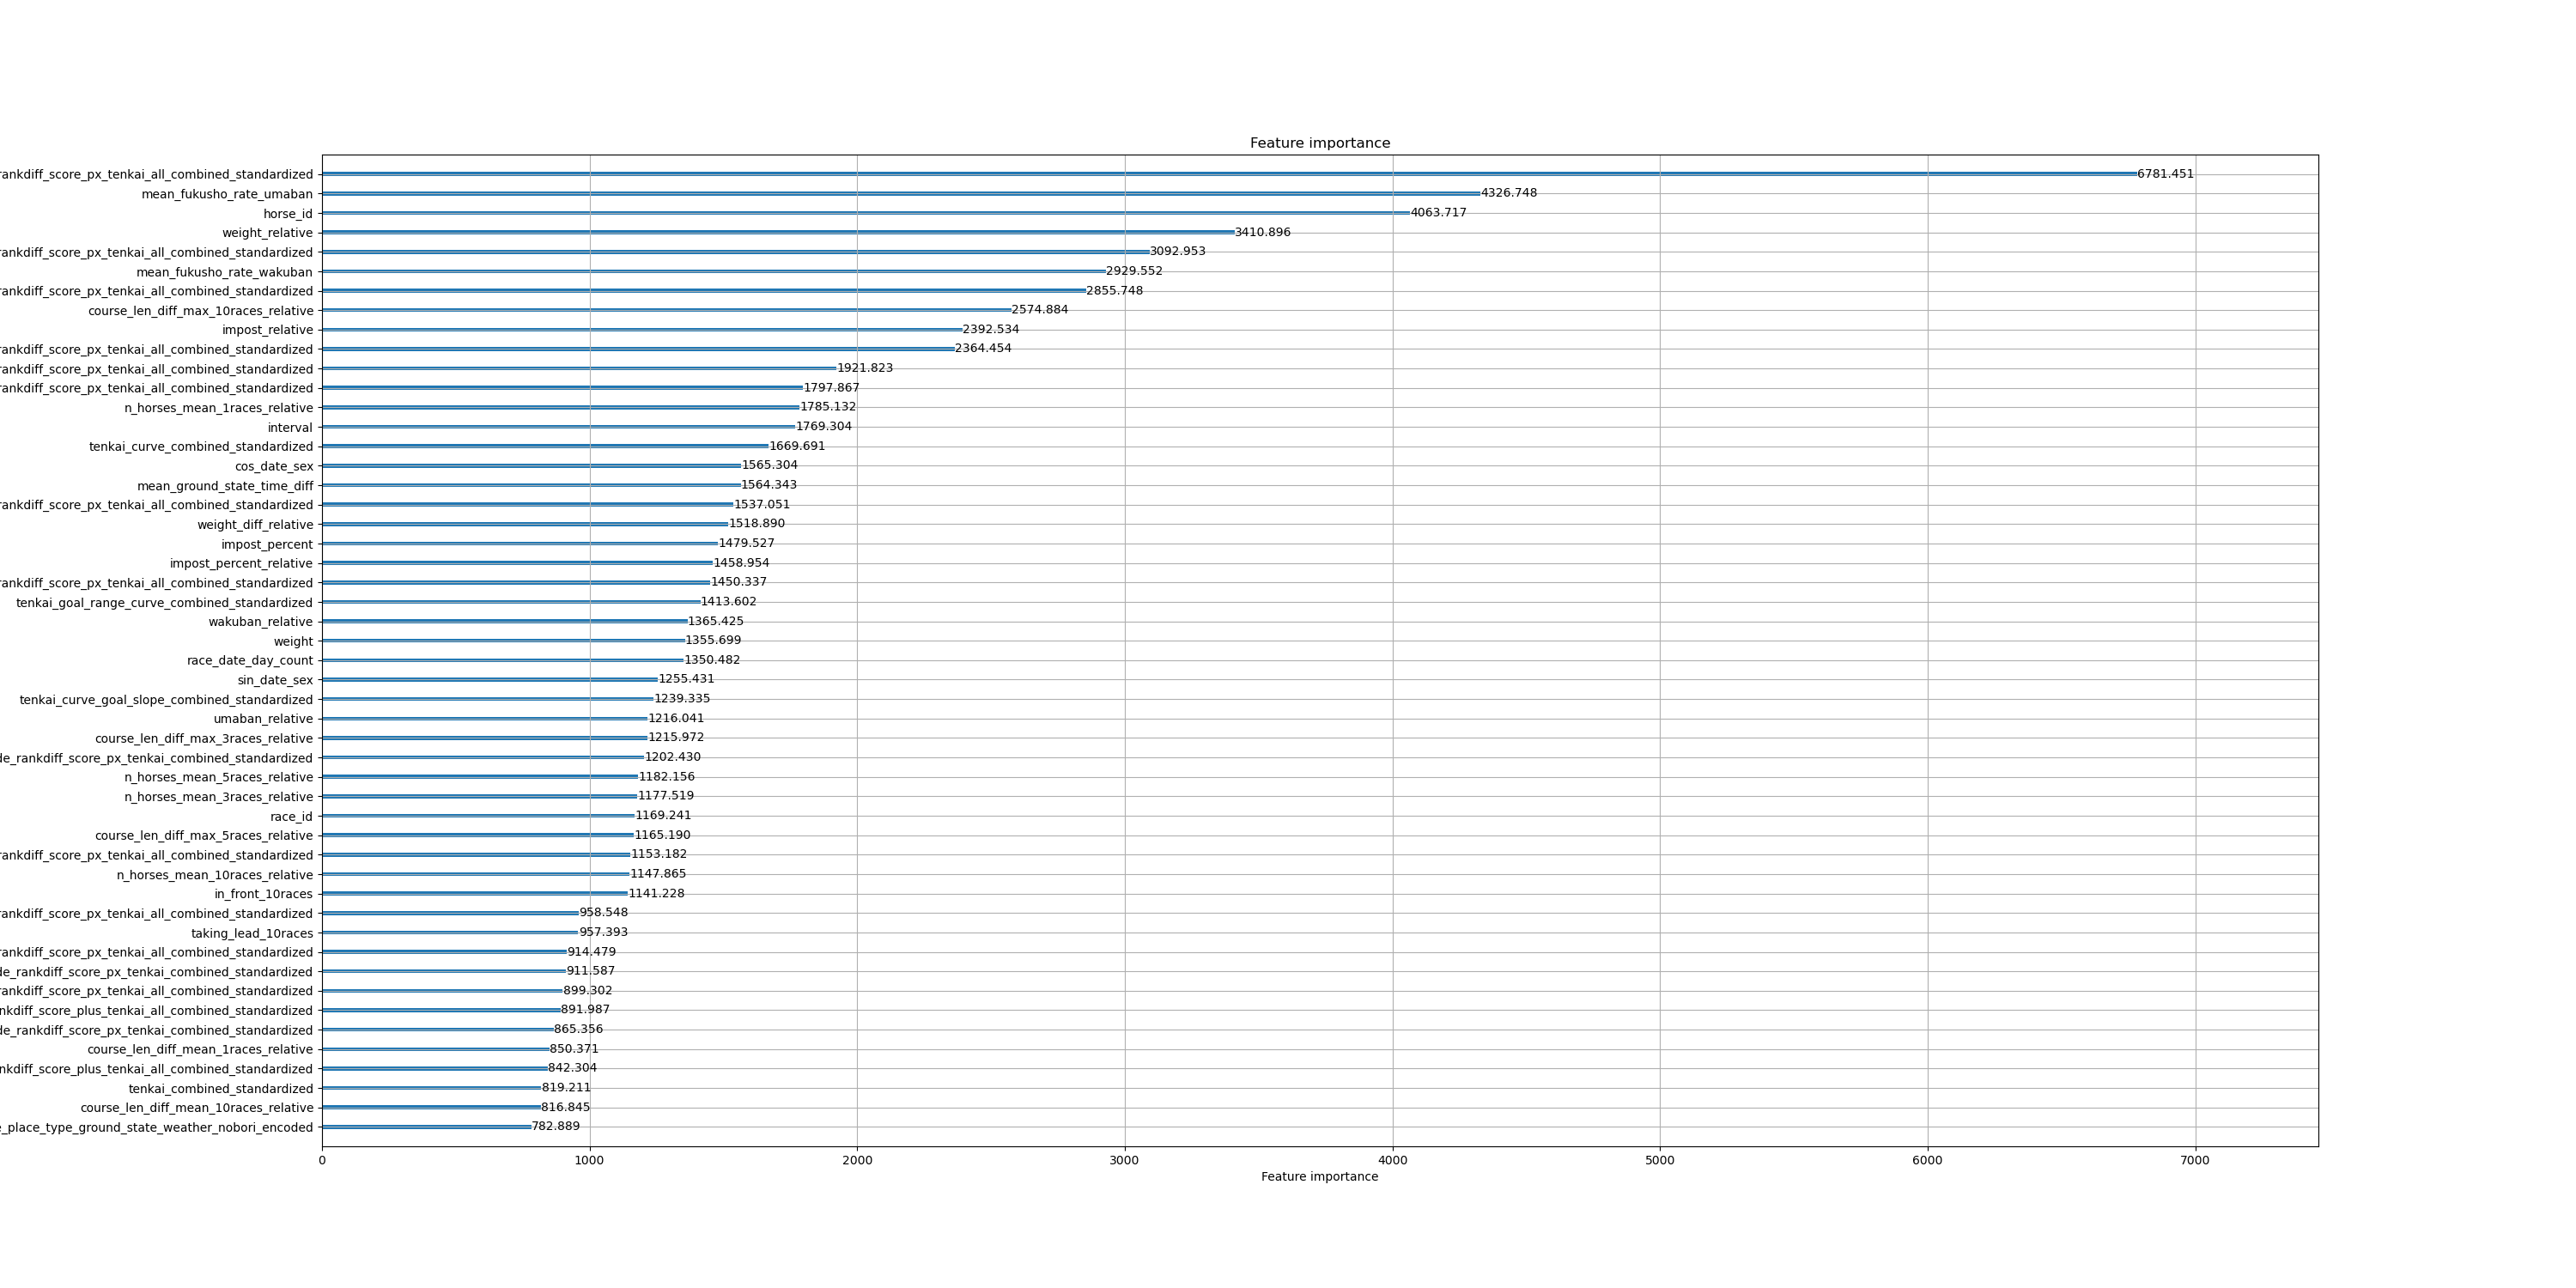 Feature importance
rankdiff_score_px_tenkai_all_combined_standardized 6781.451
mean_fukusho_rate_umaban 4326.748
horse_id 4063.717
weight_relative 3410.896
rankdiff_score_px_tenkai_all_combined_standardized 3092.953
mean_fukusho_rate_wakuban 2929.552
rankdiff_score_px_tenkai_all_combined_standardized 2855.748
course_len_diff_max_10races_relative 2574.884
impost_relative 2392.534
rankdiff_score_px_tenkai_all_combined_standardized 2364.454
rankdiff_score_px_tenkai_all_combined_standardized 1921.823
rankdiff_score_px_tenkai_all_combined_standardized 1797.867
n_horses_mean_1races_relative 1785.132
interval 1769.304
tenkai_curve_combined_standardized 1669.691
cos_date_sex 1565.304
mean_ground_state_time_diff 1564.343
rankdiff_score_px_tenkai_all_combined_standardized 1537.051
weight_diff_relative 1518.890
impost_percent 1479.527
impost_percent_relative 1458.954
rankdiff_score_px_tenkai_all_combined_standardized 1450.337
tenkai_goal_range_curve_combined_standardized 1413.602
wakuban_relative 1365.425
weight 1355.699
race_date_day_count 1350.482
sin_date_sex 1255.431
tenkai_curve_goal_slope_combined_standardized 1239.335
umaban_relative 1216.041
course_len_diff_max_3races_relative 1215.972
de_rankdiff_score_px_tenkai_combined_standardized 1202.430
n_horses_mean_5races_relative 1182.156
n_horses_mean_3races_relative 1177.519
race_id 1169.241
course_len_diff_max_5races_relative 1165.190
rankdiff_score_px_tenkai_all_combined_standardized 1153.182
n_horses_mean_10races_relative 1147.865
in_front_10races 1141.228
rankdiff_score_px_tenkai_all_combined_standardized 958.548
taking_lead_10races 957.393
rankdiff_score_px_tenkai_all_combined_standardized 914.479
de_rankdiff_score_px_tenkai_combined_standardized 911.587
rankdiff_score_px_tenkai_all_combined_standardized 899.302
nkdiff_score_plus_tenkai_all_combined_standardized 891.987
de_rankdiff_score_px_tenkai_combined_standardized 865.356
course_len_diff_mean_1races_relative 850.371
nkdiff_score_plus_tenkai_all_combined_standardized 842.304
tenkai_combined_standardized 819.211
course_len_diff_mean_10races_relative 816.845
e_place_type_ground_state_weather_nobori_encoded 782.889
0 1000 2000 3000 4000 5000 6000 7000
Feature importance